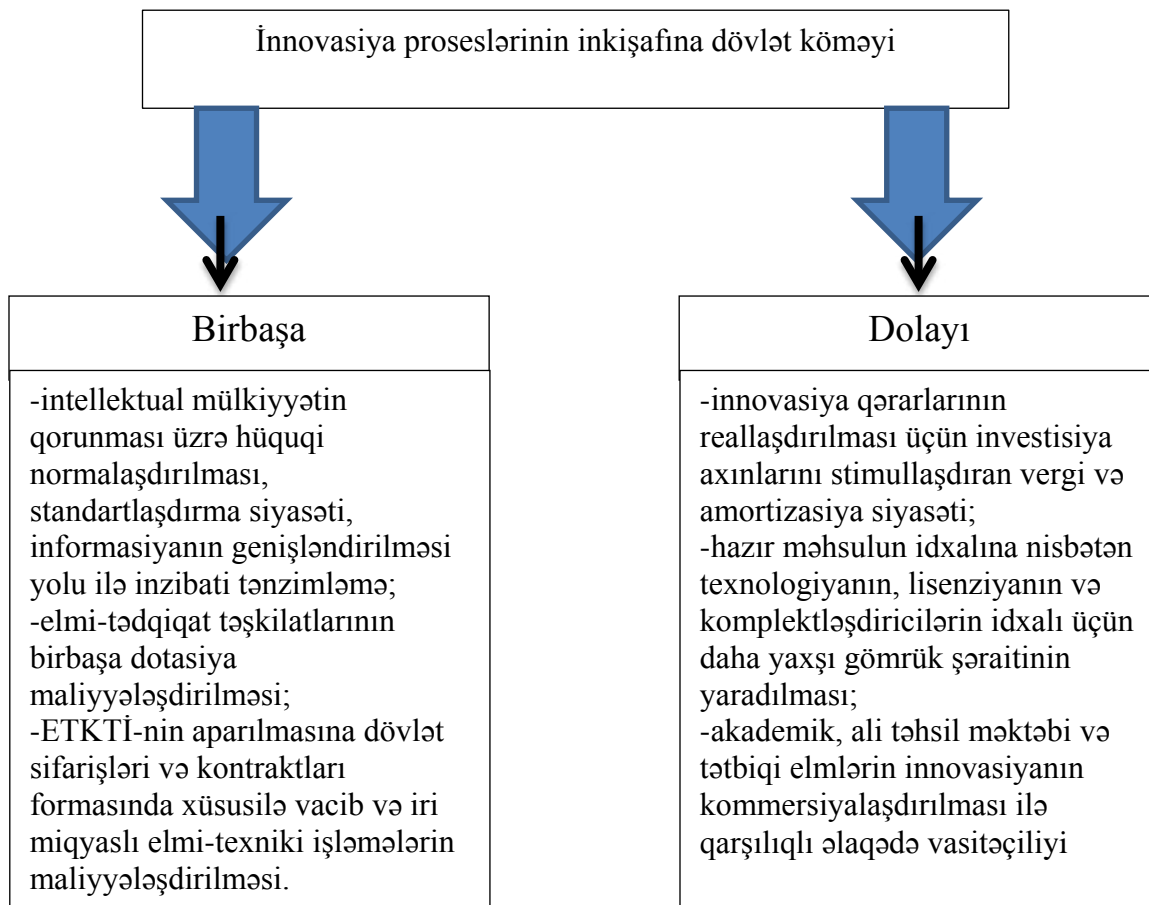 İnnovasiya proseslərinin inkişafına dövlət köməyi
Birbaşa
-intellektual mülkiyyətin
qorunması üzrə hüquqi
normalaşdırılması,
standartlaşdırma siyasəti,
informasiyanın genişləndirilməsi
yolu ilə inzibati tənzimləmə;
-elmi-tədqiqat təşkilatlarının
birbaşa dotasiya
maliyyələşdirilməsi;
-ETKTİ-nin aparılmasına dövlət
sifarişləri və kontraktları
formasında xüsusilə vacib və iri
miqyaslı elmi-texniki işləmələrin
maliyyələşdirilməsi.
Dolayı
-innovasiya qərarlarının
reallaşdırılması üçün investisiya
axınlarını stimullaşdıran vergi və
amortizasiya siyasəti;
-hazır məhsulun idxalına nisbətən
texnologiyanın, lisenziyanın və
komplektləşdiricilərin idxalı üçün
daha yaxşı gömrük şəraitinin
yaradılması;
-akademik, ali təhsil məktəbi və
tətbiqi elmlərin innovasiyanın
kommersiyalaşdırılması ilə
qarşılıqlı əlaqədə vasitəçiliyi